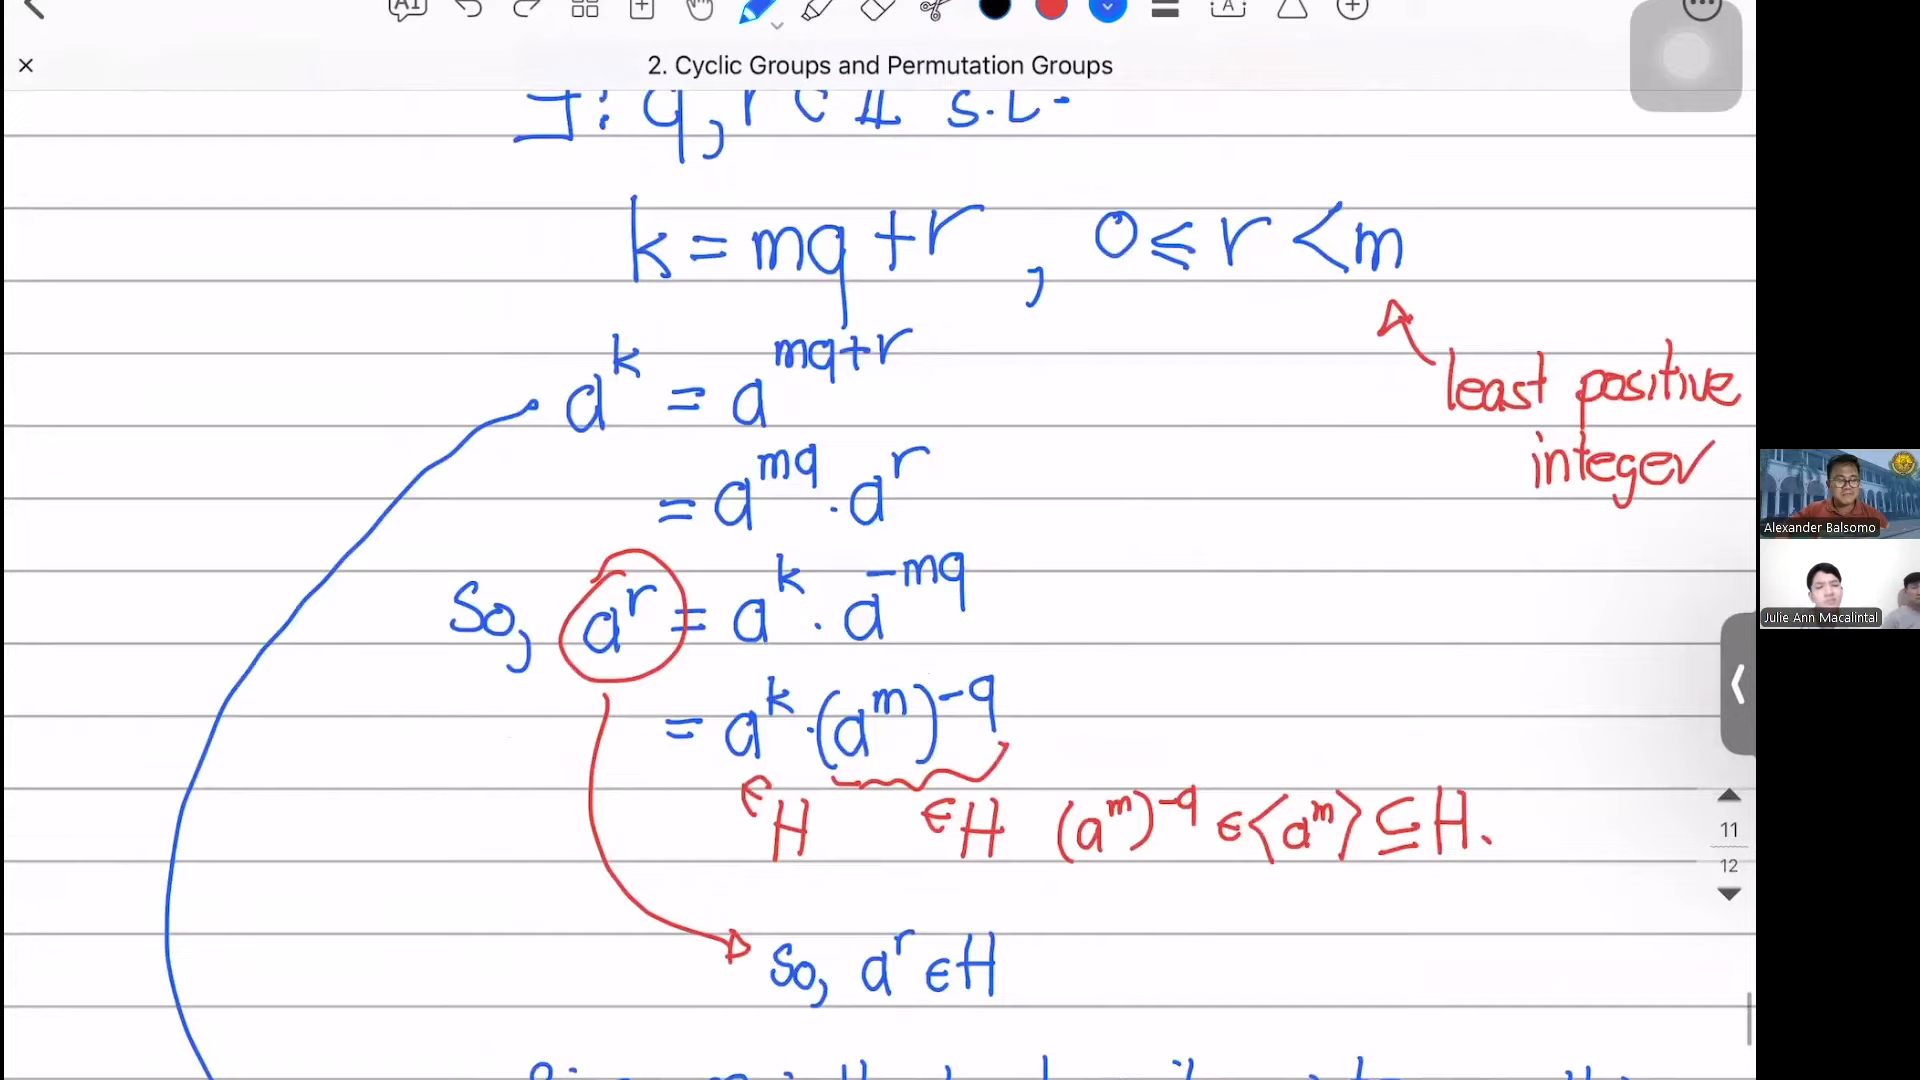 AI
A
2. Cyclic Groups and Permutation Groups
∃! q, r ∈ ℤ s.t.
k = mq + r , 0 ≤ r < m
least positive
integer
a^k = a^{mq+r}
= a^{mq} · a^r
So, a^r = a^k · a^{-mq}
= a^k · (a^m)^{-q}
∈H ∈H (a^m)^{-q} ∈ ⟨a^m⟩ ⊆ H.
So, a^r ∈ H
Alexander Balsomo
Julie Ann Macalintal
11
12